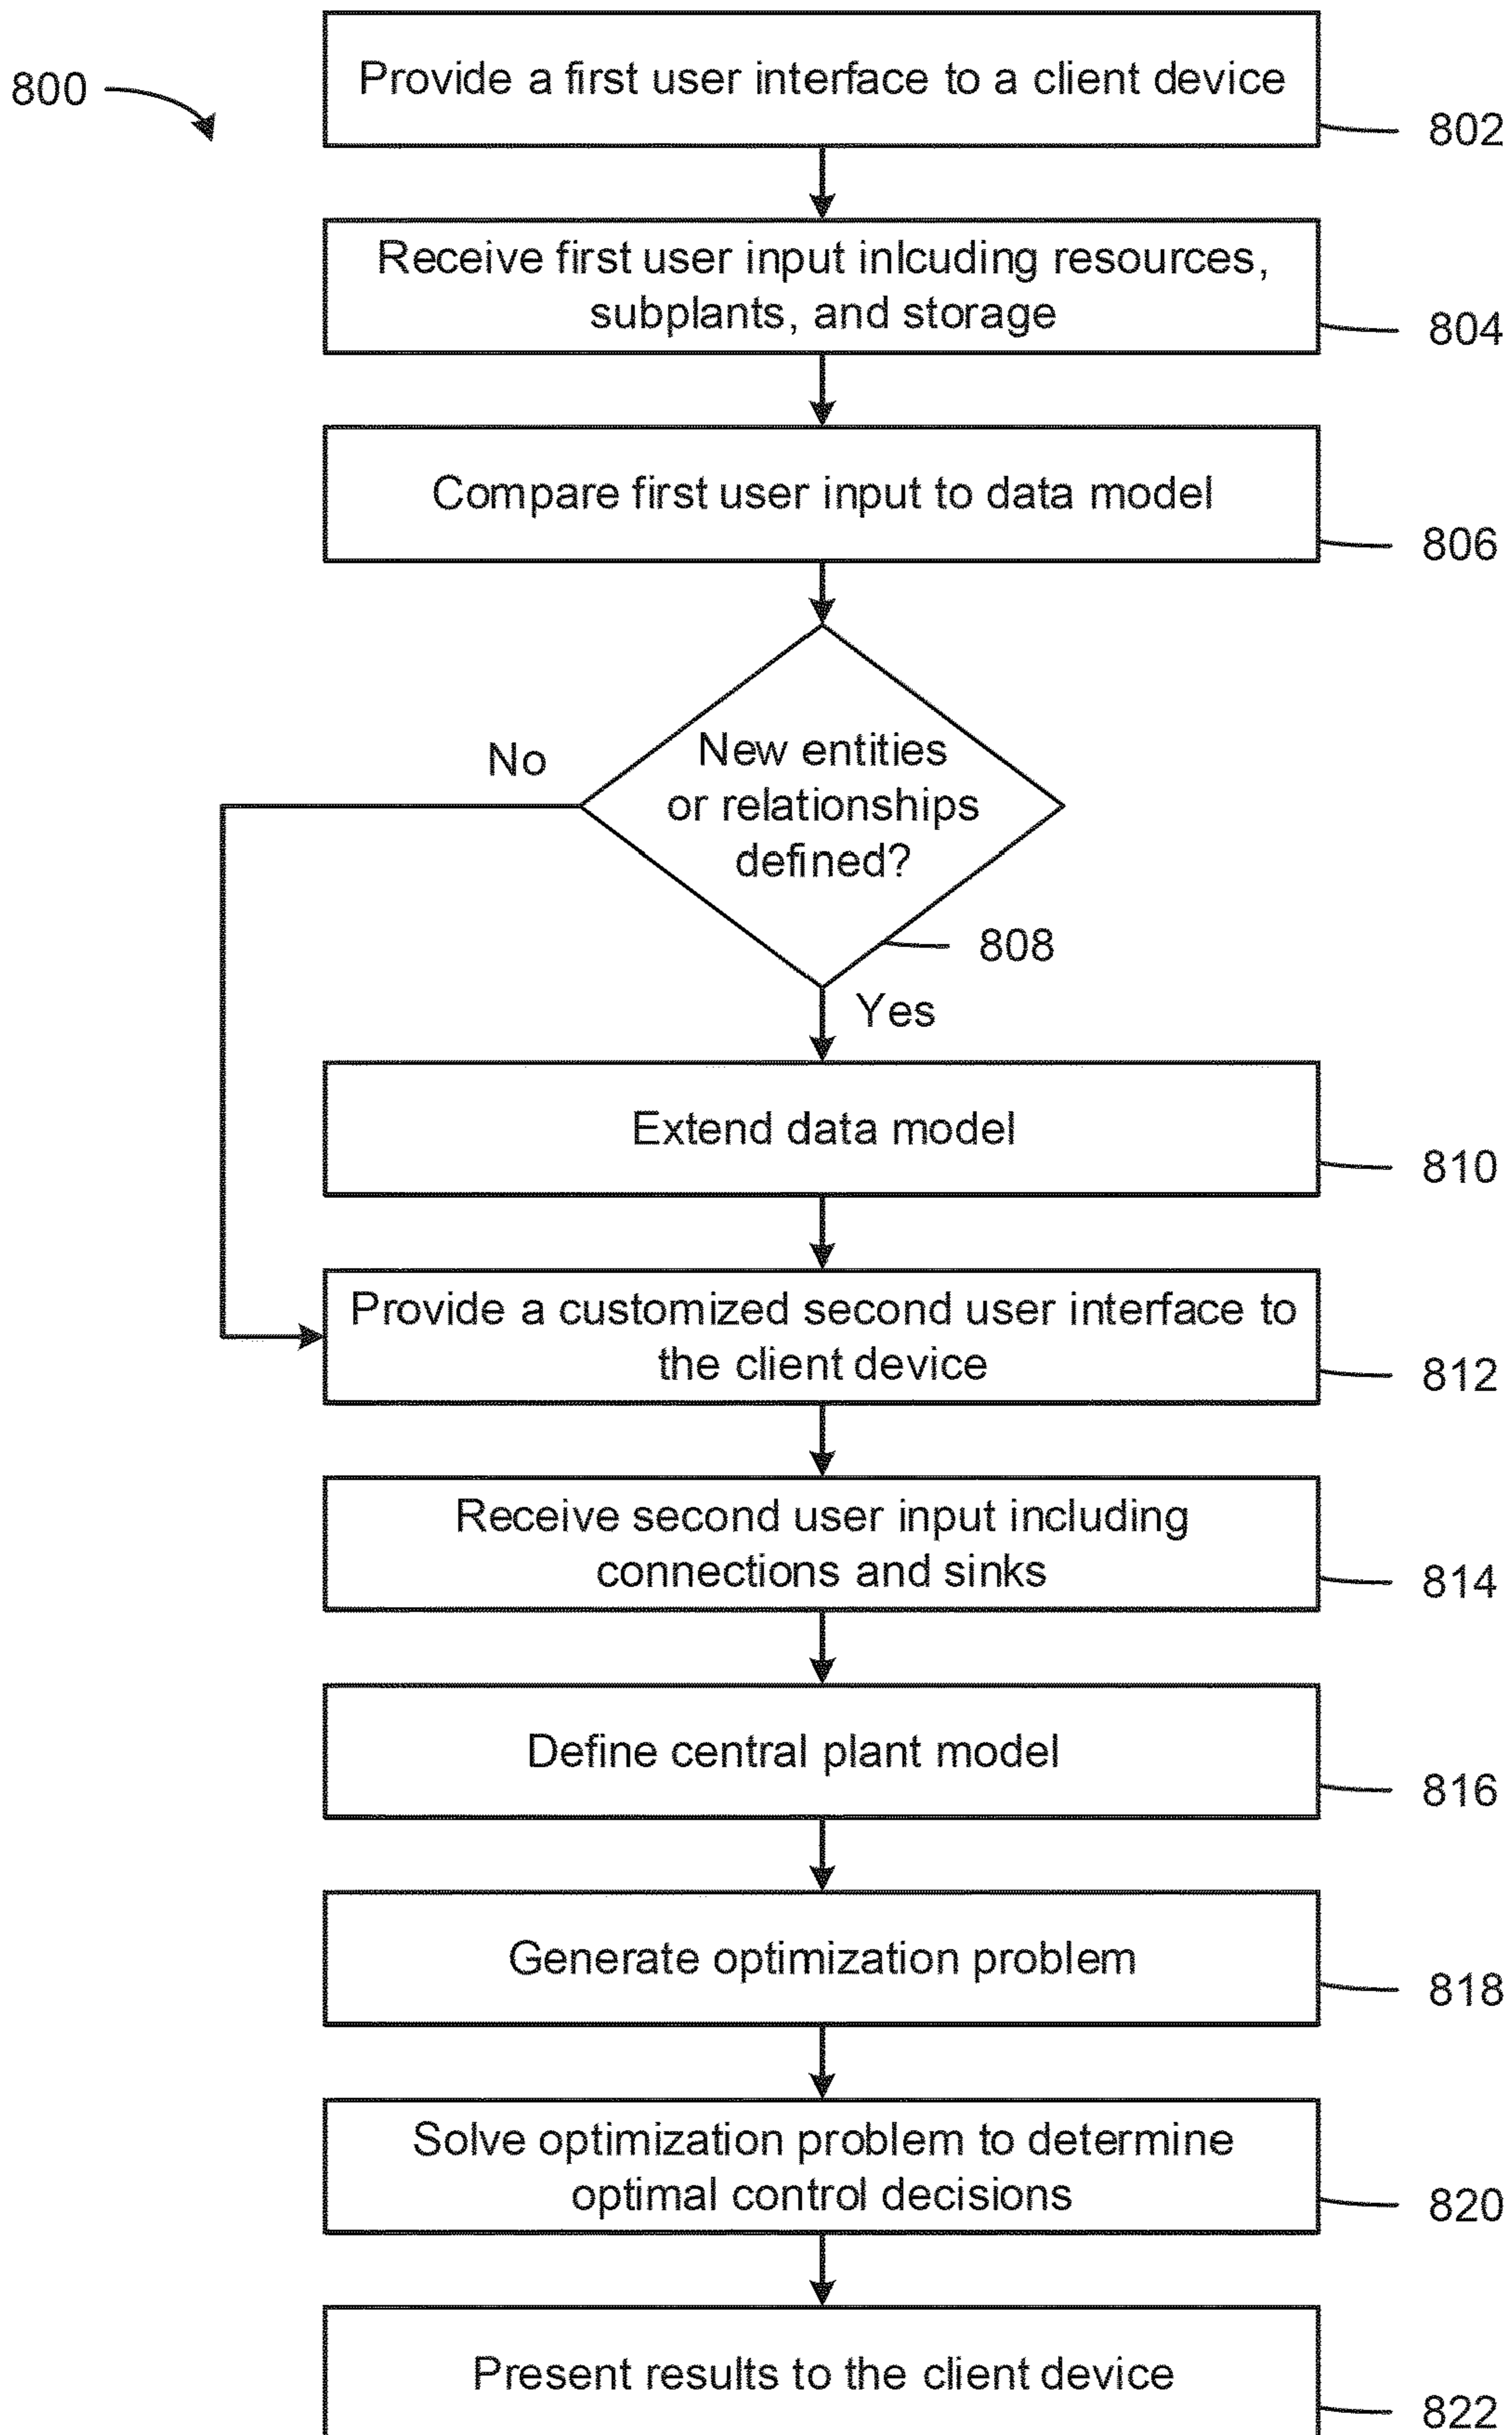 800
Provide a first user interface to a client device
802
Receive first user input inlcuding resources,
subplants, and storage
804
Compare first user input to data model
806
No
New entities
or relationships
defined?
808
Yes
Extend data model
810
Provide a customized second user interface to
the client device
812
Receive second user input including
connections and sinks
814
Define central plant model
816
Generate optimization problem
818
Solve optimization problem to determine
optimal control decisions
820
Present results to the client device
822